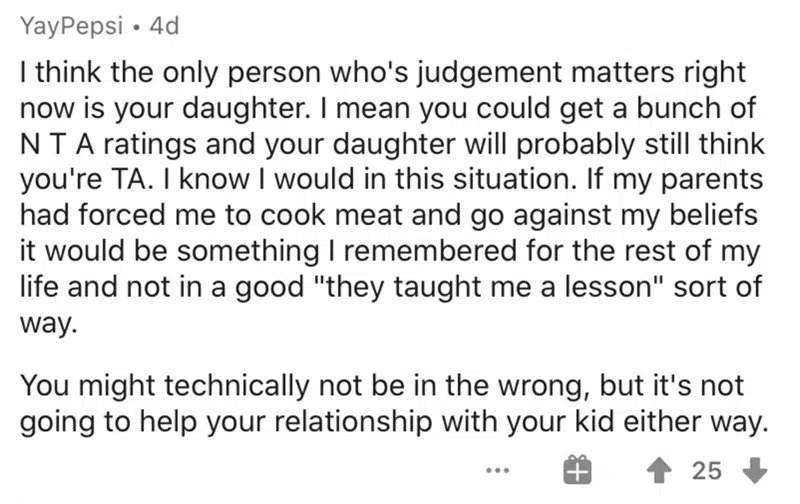 YayPepsi • 4d
I think the only person who's judgement matters right
now is your daughter. I mean you could get a bunch of
N T A ratings and your daughter will probably still think
you're TA. I know I would in this situation. If my parents
had forced me to cook meat and go against my beliefs
it would be something I remembered for the rest of my
life and not in a good "they taught me a lesson" sort of
way.
You might technically not be in the wrong, but it's not
going to help your relationship with your kid either way.
25